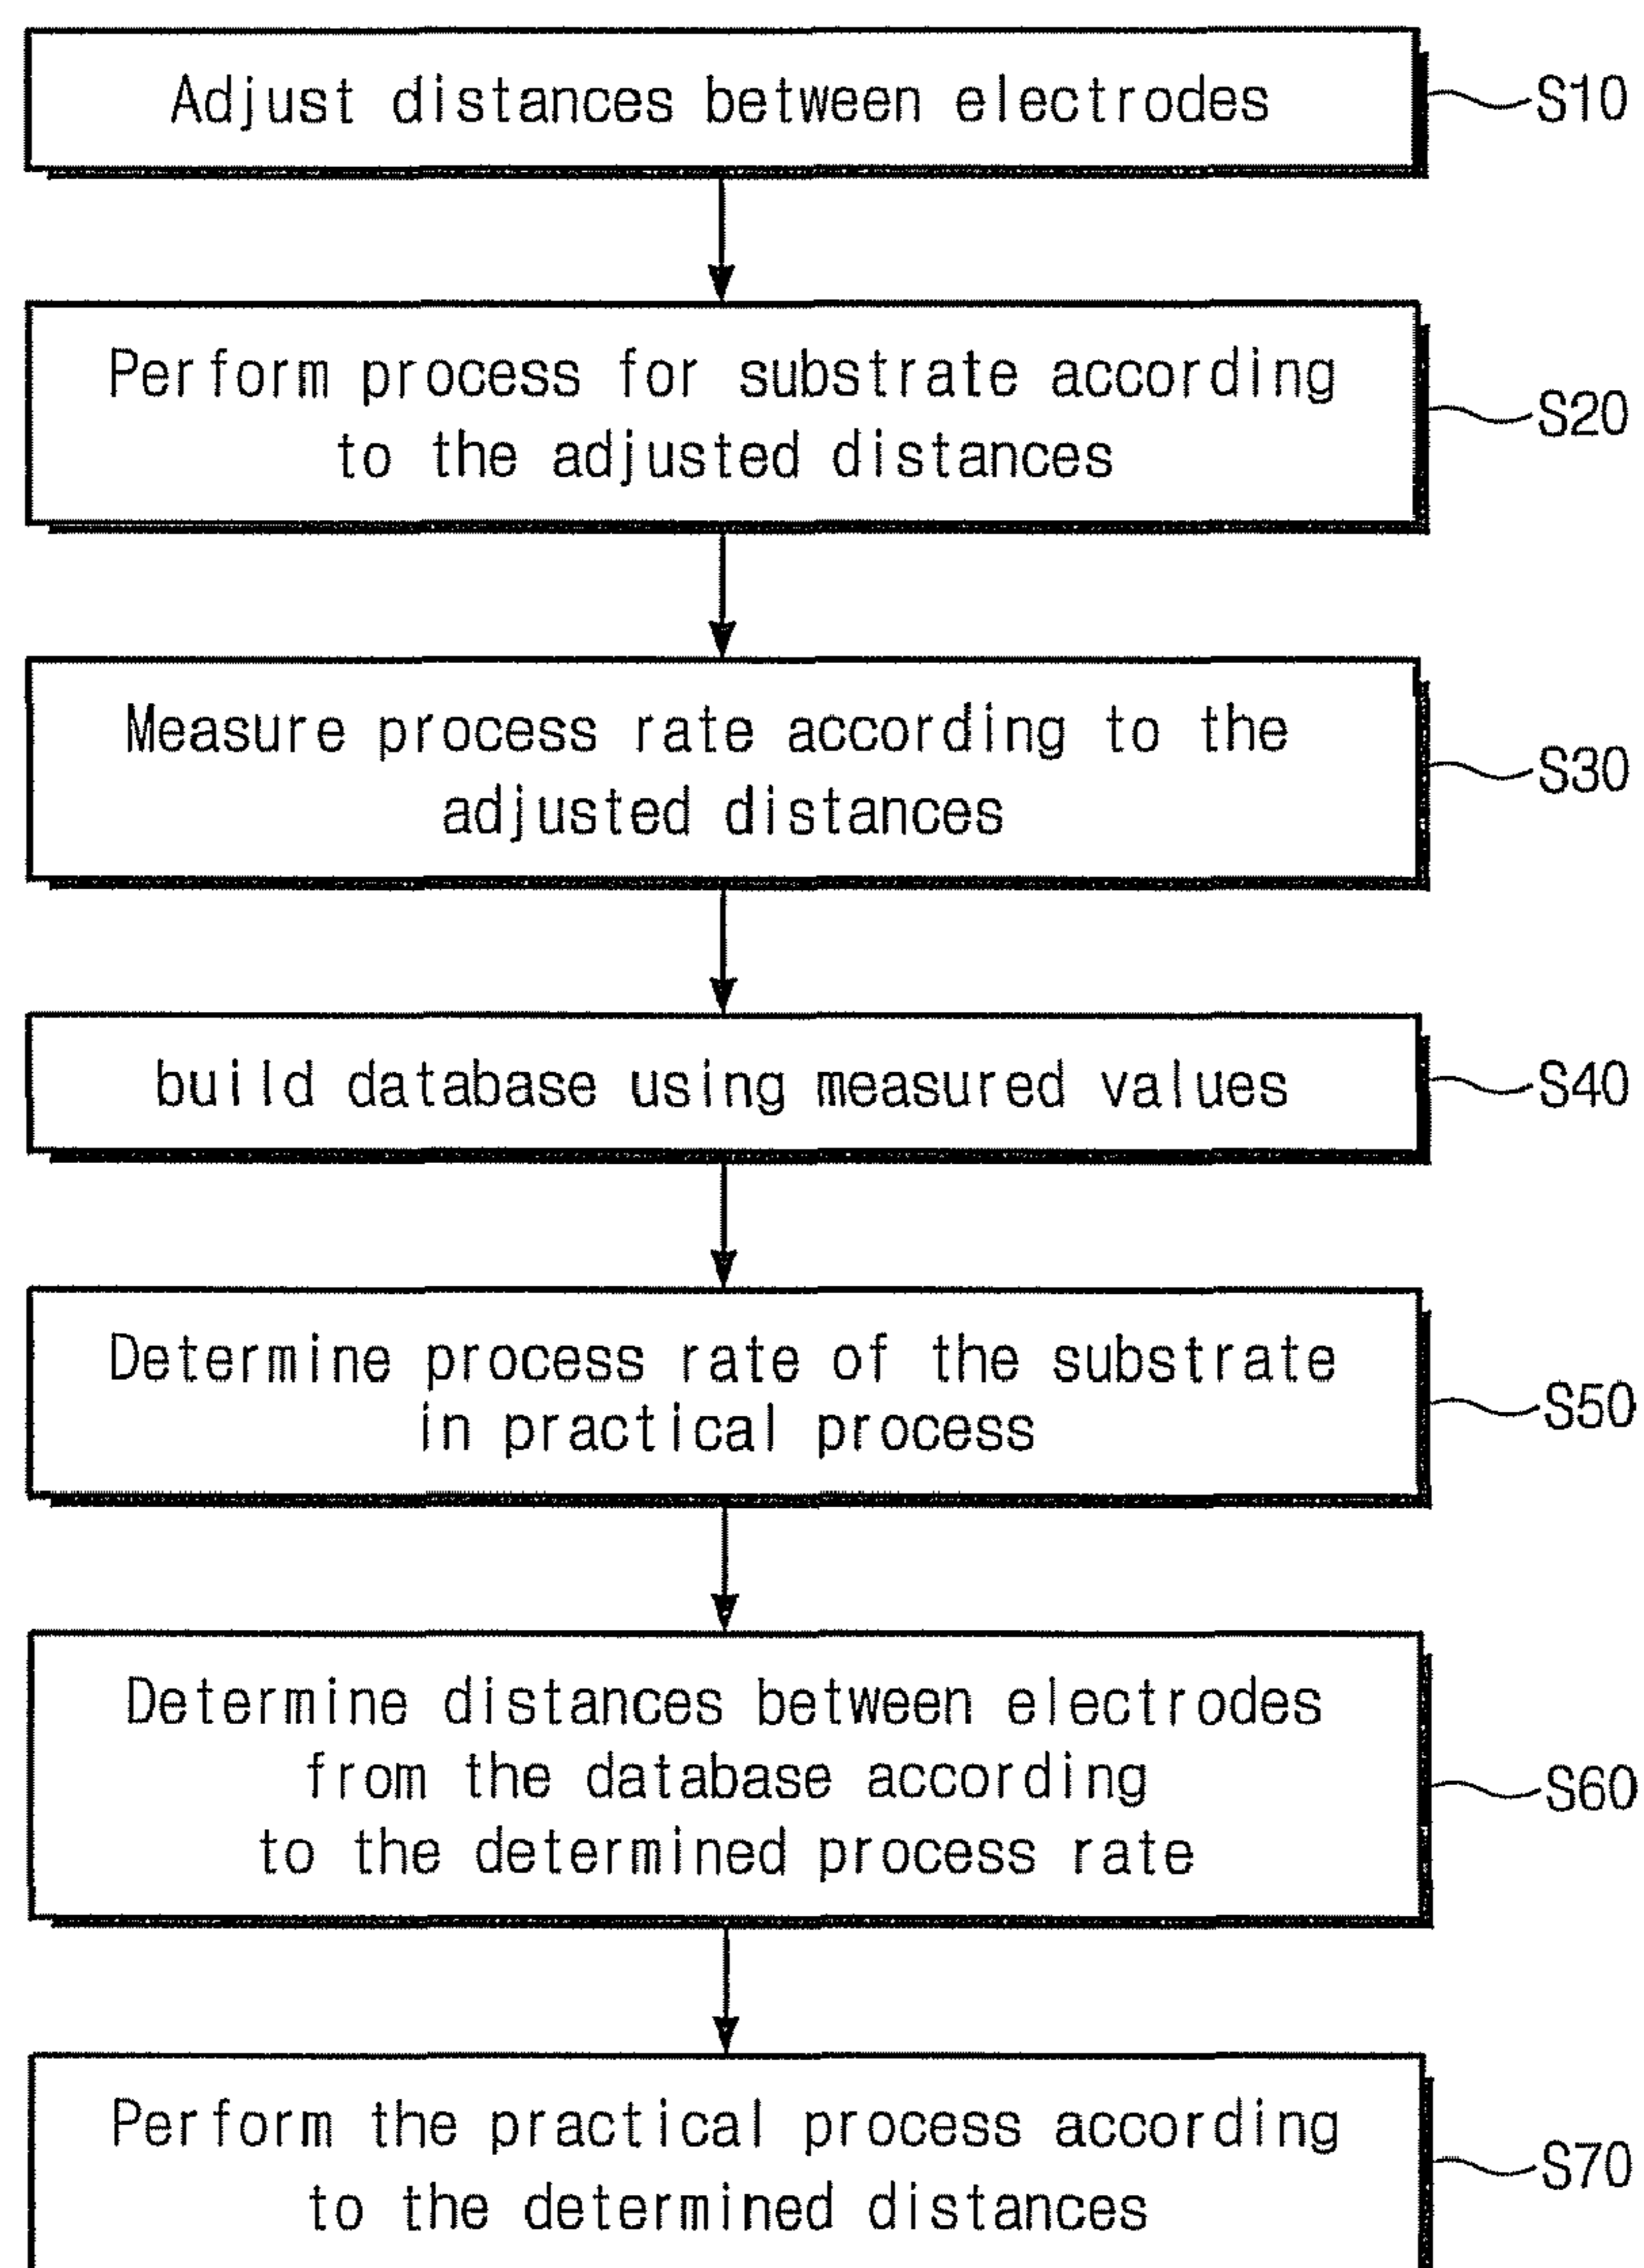 Adjust distances between electrodes
S10
Perform process for substrate according
to the adjusted distances
S20
Measure process rate according to the
adjusted distances
S30
build database using measured values
S40
Determine process rate of the substrate
in practical process
S50
Determine distances between electrodes
from the database according
to the determined process rate
S60
Perform the practical process according
to the determined distances
S70